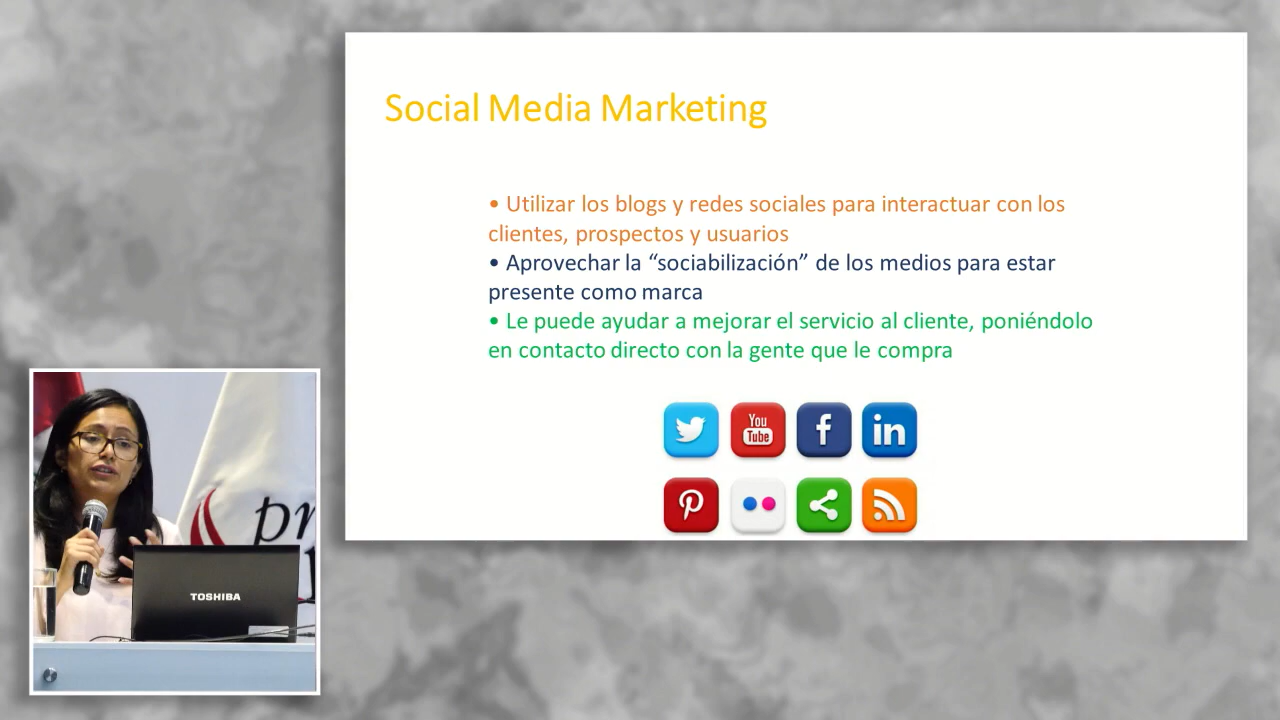 Social Media Marketing
• Utilizar los blogs y redes sociales para interactuar con los
clientes, prospectos y usuarios
• Aprovechar la “sociabilización” de los medios para estar
presente como marca
• Le puede ayudar a mejorar el servicio al cliente, poniéndolo
en contacto directo con la gente que le compra
You
Tube
f
in
pr
TOSHIBA